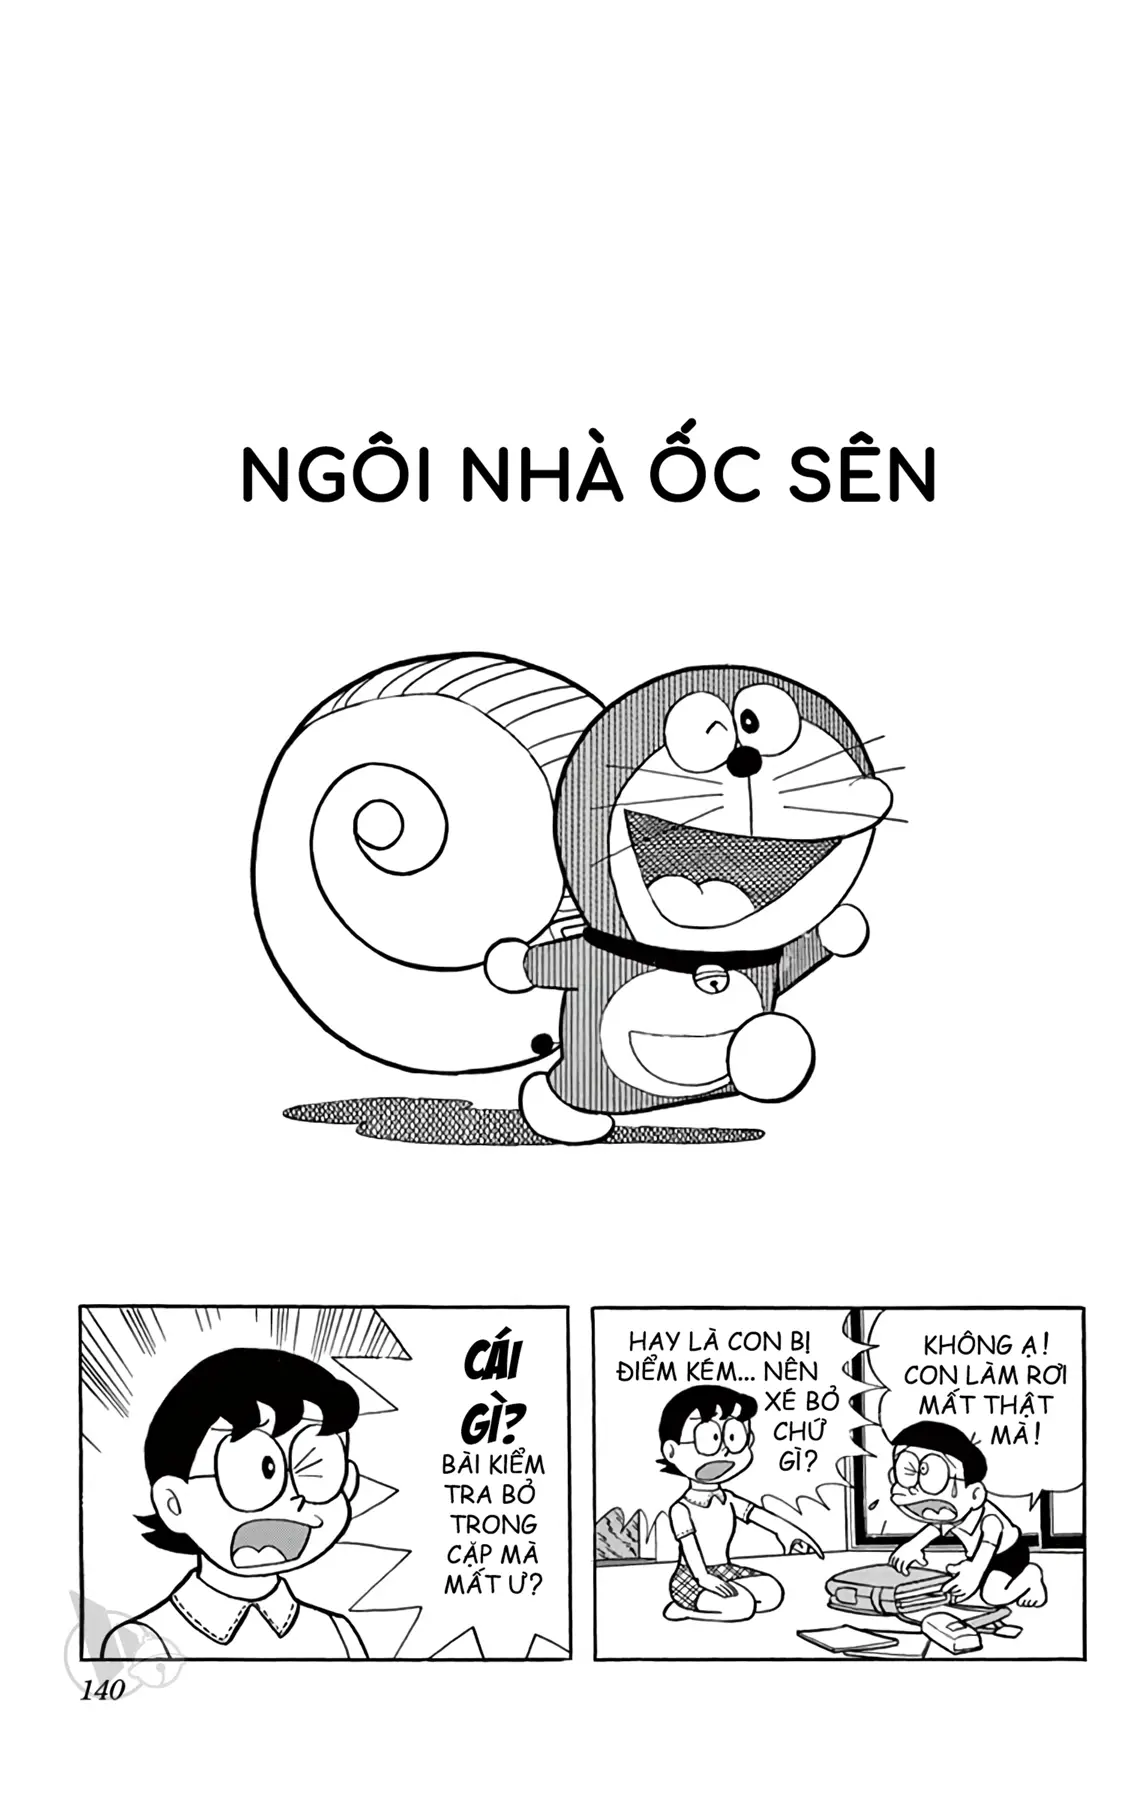 NGÔI NHÀ ỐC SÊN
CÁI
GÌ?
BÀI KIỂM
TRA BỎ
TRONG
CẶP MÀ
MẤT Ư?
HAY LÀ CON BỊ
ĐIỂM KÉM... NÊN
XÉ BỎ
CHỨ
GÌ?
KHÔNG Ạ!
CON LÀM RƠI
MẤT THẬT
MÀ!
140